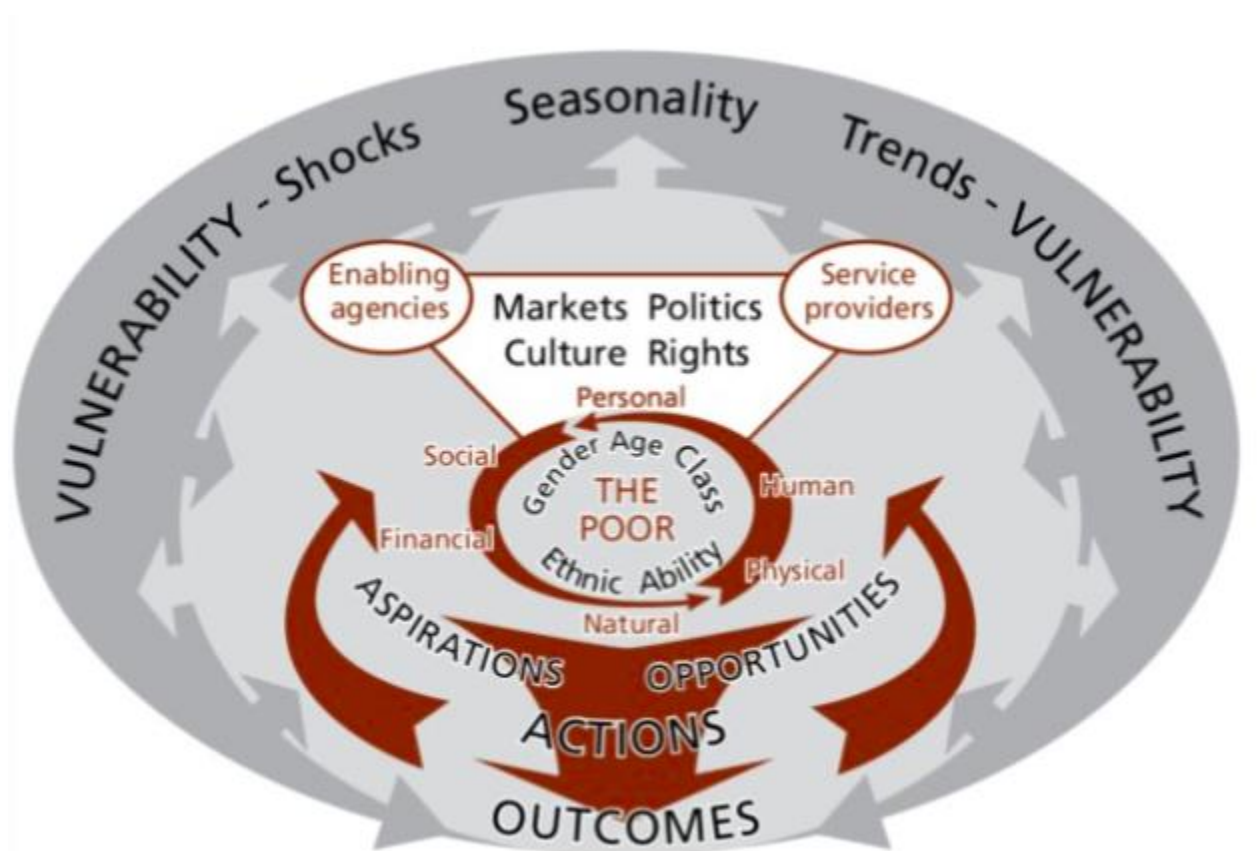 VULNERABILITY - Shocks
Seasonality
Trends - VULNERABILITY
Enabling
agencies
Service
providers
Markets Politics
Culture Rights
Personal
Social
Human
Gender Age Class
THE
POOR
Ethnic Ability
Financial
Physical
Natural
ASPIRATIONS
OPPORTUNITIES
ACTIONS
OUTCOMES